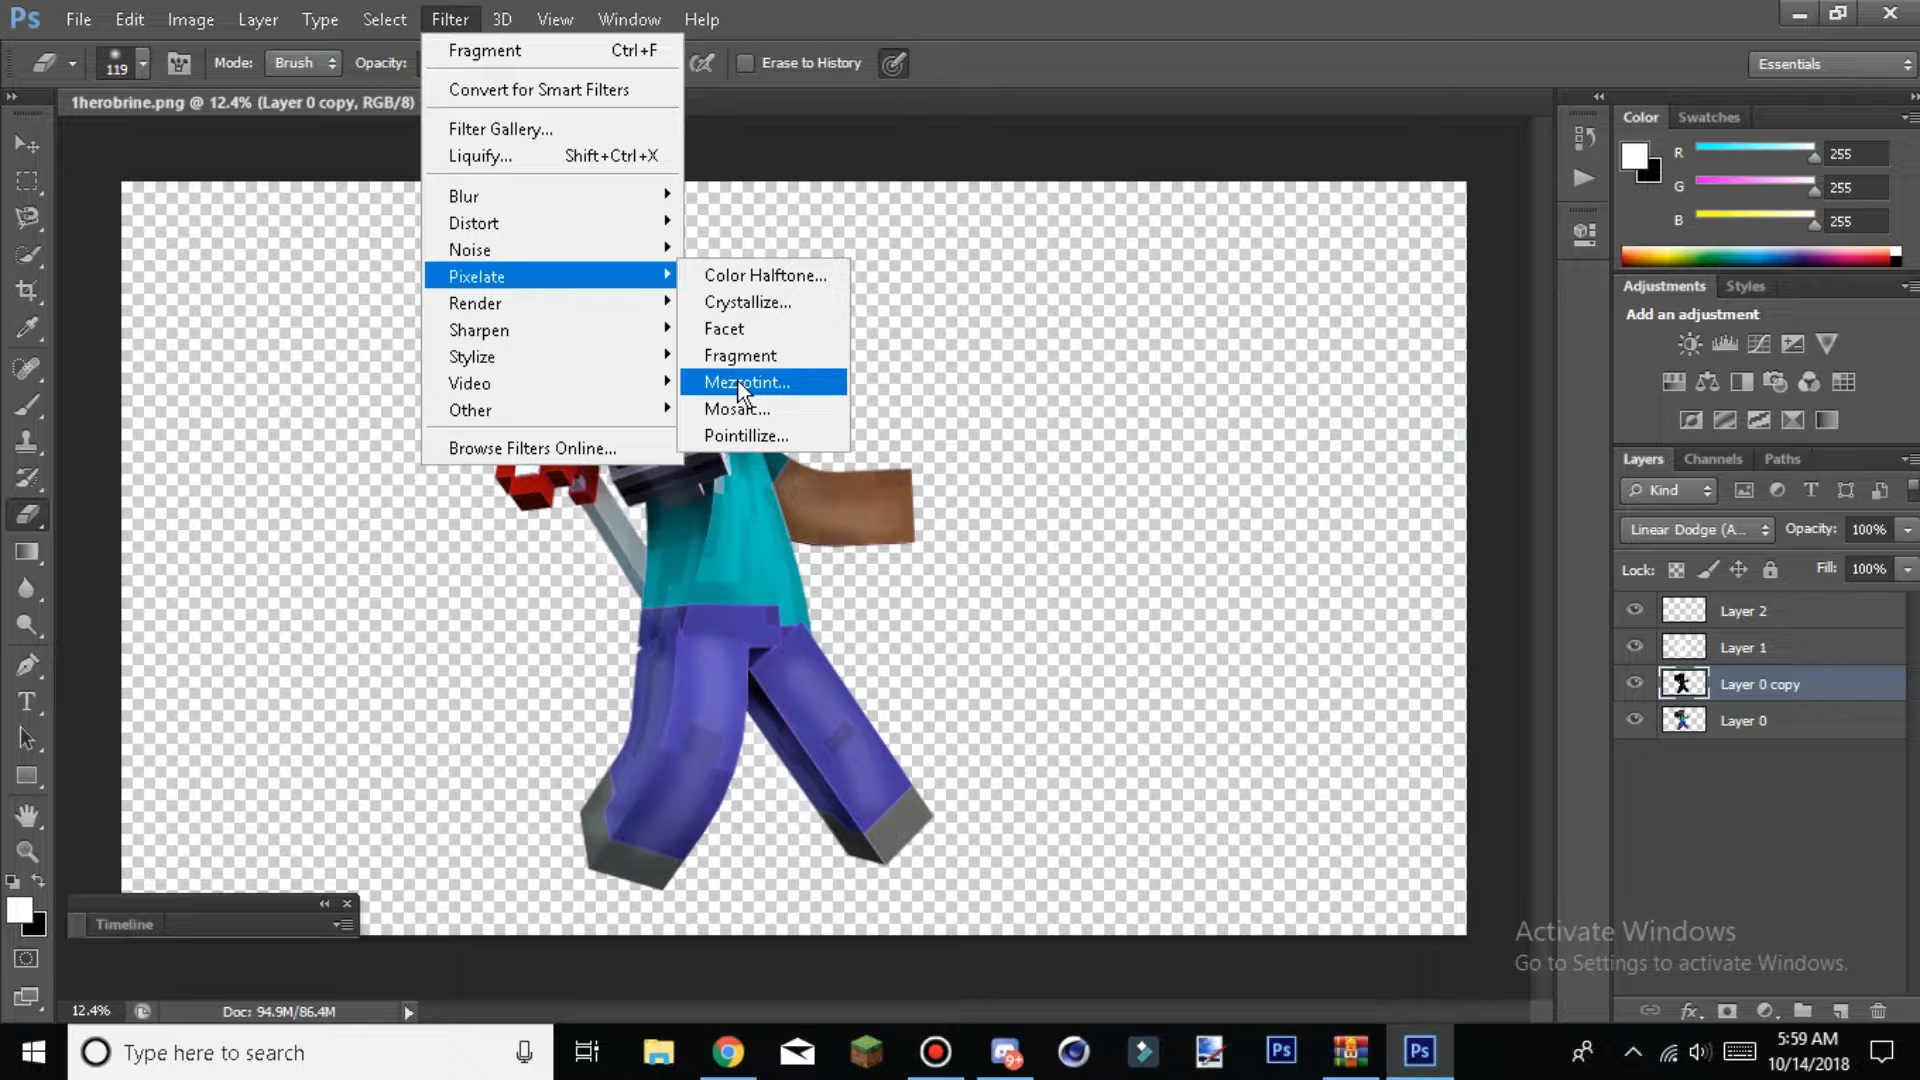 Ps File Edit Image Layer Type Select Filter 3D View Window Help
119 Mode: Brush Opacity: Erase to History Essentials
1herobrine.png @ 12.4% (Layer 0 copy, RGB/8)
Fragment Ctrl+F
Convert for Smart Filters
Filter Gallery...
Liquify... Shift+Ctrl+X
Blur
Distort
Noise
Pixelate
Render
Sharpen
Stylize
Video
Other
Browse Filters Online...
Color Halftone...
Crystallize...
Facet
Fragment
Mezzotint...
Mosaic...
Pointillize...
Color Swatches
R 255
G 255
B 255
Adjustments Styles
Add an adjustment
Layers Channels Paths
Kind
Linear Dodge (A... Opacity: 100%
Lock: Fill: 100%
Layer 2
Layer 1
Layer 0 copy
Layer 0
Timeline
Activate Windows
Go to Settings to activate Windows.
12.4% Doc: 94.9M/86.4M
Type here to search
9+
Ps
Ps
5:59 AM
10/14/2018